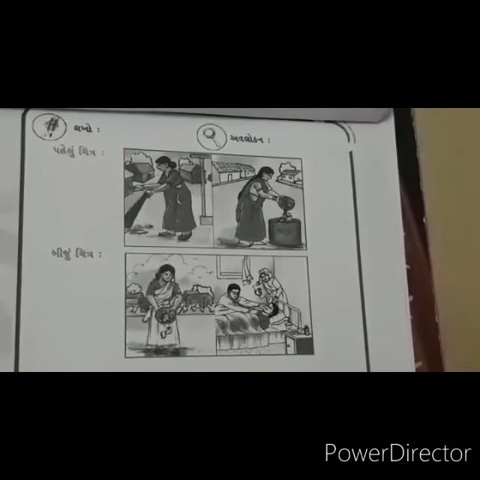 લખો :
અવલોકન :
પહેલું ચિત્ર :
બીજું ચિત્ર :
PowerDirector